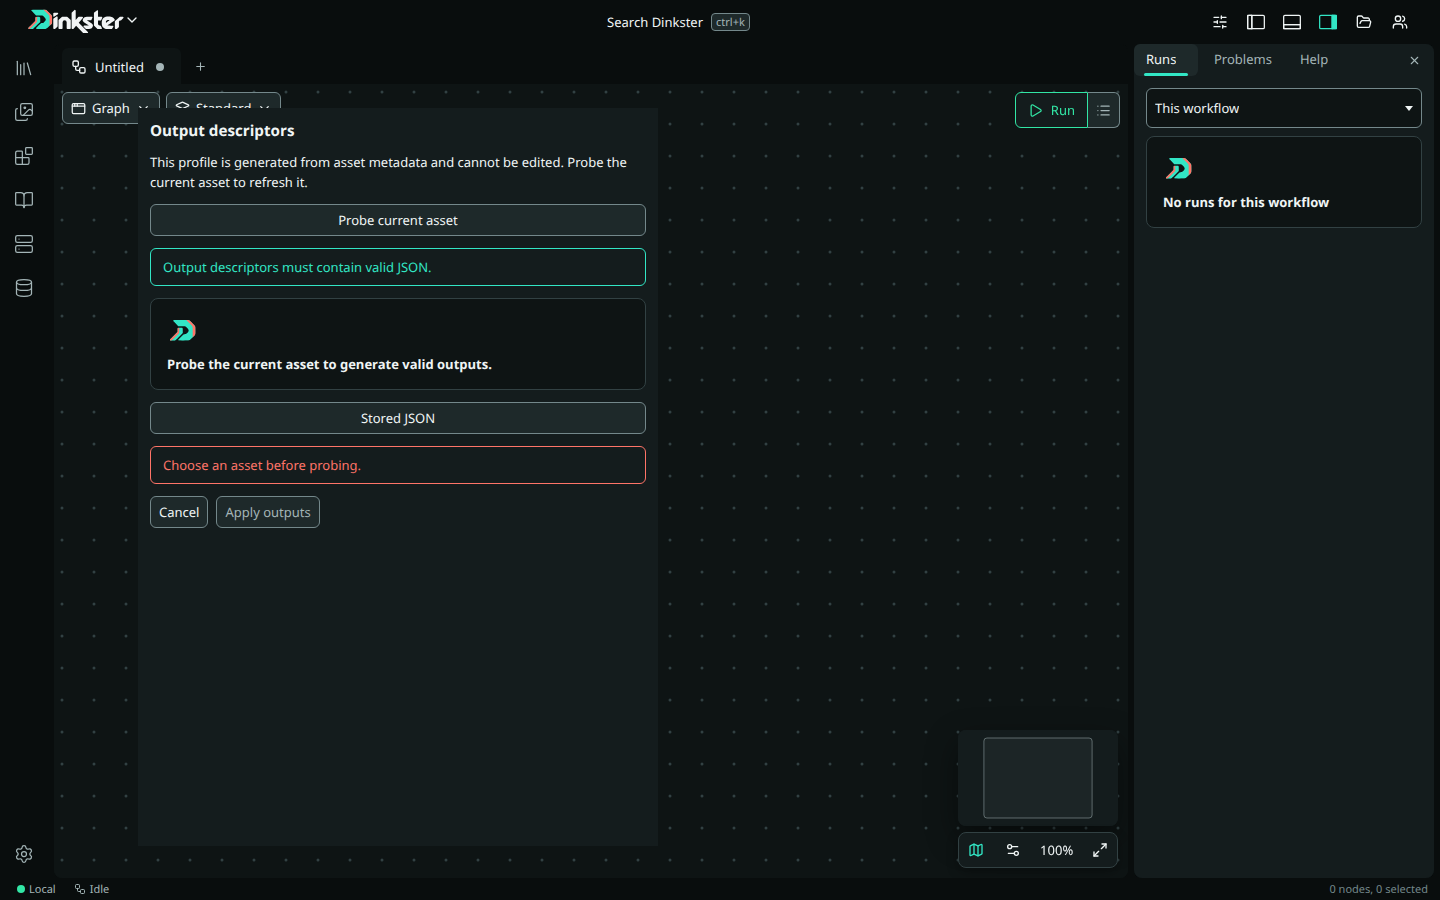 Dinkster
Search Dinkster ctrl+k
Untitled
Graph
Standard
Run
Output descriptors
This profile is generated from asset metadata and cannot be edited. Probe the
current asset to refresh it.
Probe current asset
Output descriptors must contain valid JSON.
Probe the current asset to generate valid outputs.
Stored JSON
Choose an asset before probing.
Cancel
Apply outputs
100%
Runs
Problems
Help
This workflow
No runs for this workflow
Local
Idle
0 nodes, 0 selected